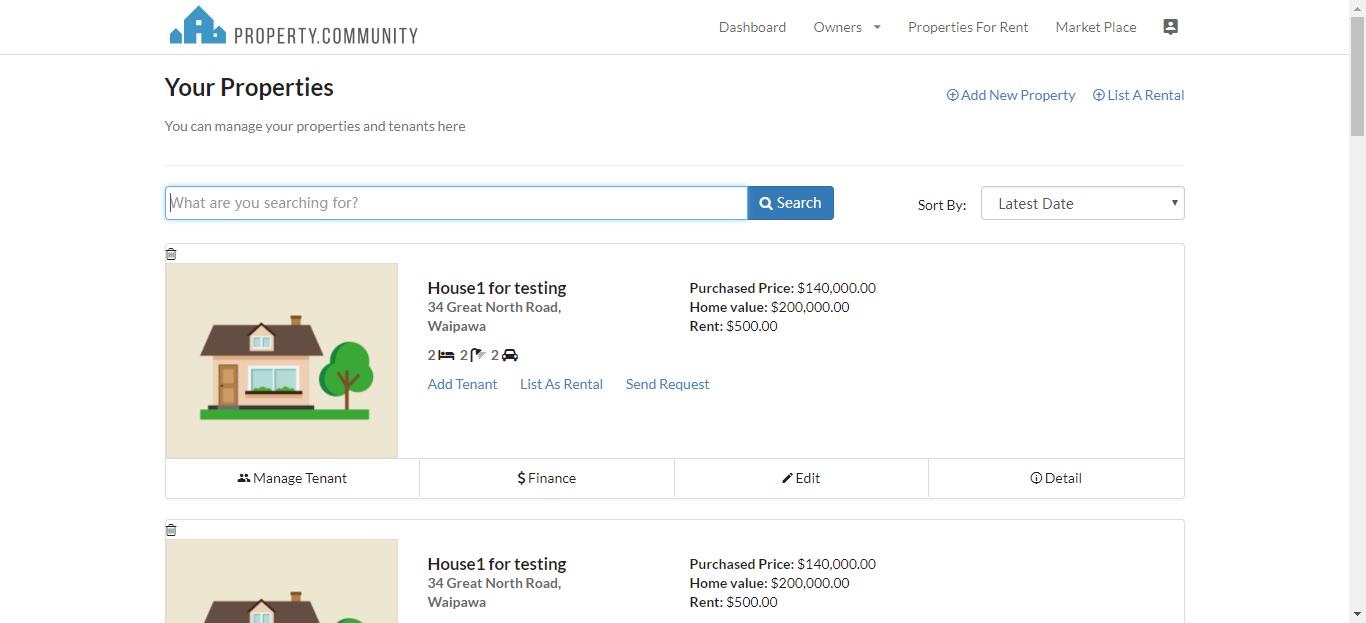 PROPERTY.COMMUNITY
Dashboard Owners Properties For Rent Market Place
Your Properties
Add New Property List A Rental
You can manage your properties and tenants here
What are you searching for? Search Sort By: Latest Date
House1 for testing Purchased Price: $140,000.00
34 Great North Road, Home value: $200,000.00
Waipawa Rent: $500.00
2 2 2
Add Tenant List As Rental Send Request
Manage Tenant $ Finance Edit Detail
House1 for testing Purchased Price: $140,000.00
34 Great North Road, Home value: $200,000.00
Waipawa Rent: $500.00